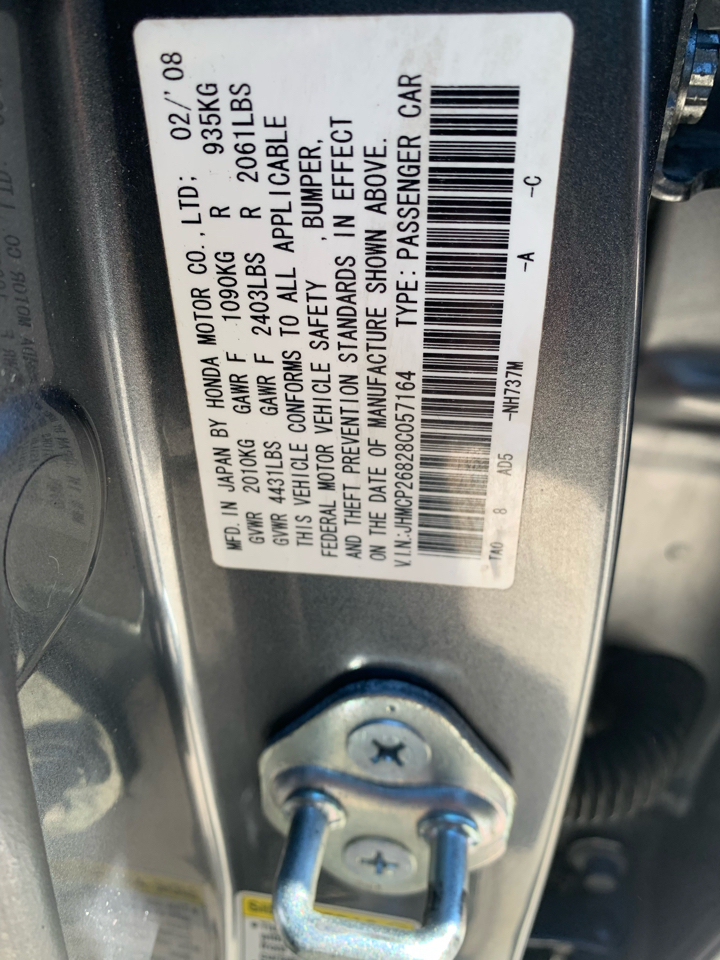 MFD. IN JAPAN BY HONDA MOTOR CO., LTD; 02/'08
GVWR 2010KG GAWR F 1090KG R 935KG
GVWR 4431LBS GAWR F 2403LBS R 2061LBS
THIS VEHICLE CONFORMS TO ALL APPLICABLE
FEDERAL MOTOR VEHICLE SAFETY , BUMPER,
AND THEFT PREVENTION STANDARDS IN EFFECT
ON THE DATE OF MANUFACTURE SHOWN ABOVE.
V.I.N.:JHMCP26828C057164 TYPE: PASSENGER CAR
TA0 8 AD5 -NH737M -A -C